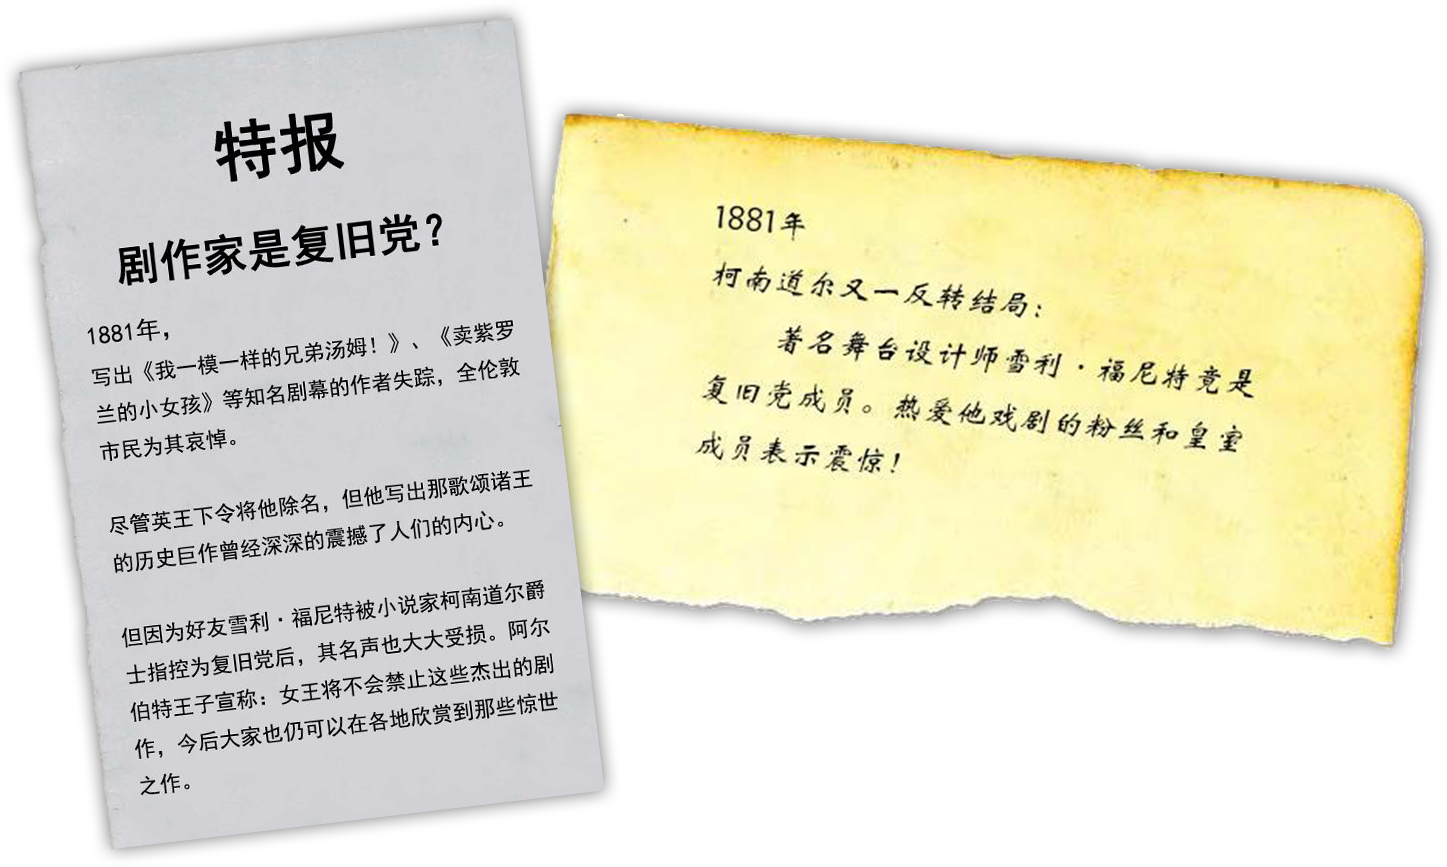 特报
剧作家是复旧党？
1881年，
写出《我一模一样的兄弟汤姆！》、《卖紫罗
兰的小女孩》等知名剧幕的作者失踪，全伦敦
市民为其哀悼。
尽管英王下令将他除名，但他写出那歌颂诸王
的历史巨作曾经深深的震撼了人们的内心。
但因为好友雪利·福尼特被小说家柯南道尔爵
士指控为复旧党后，其名声也大大受损。阿尔
伯特王子宣称：女王将不会禁止这些杰出的剧
作，今后大家也仍可以在各地欣赏到那些惊世
之作。
1881年
柯南道尔又一反转结局：
著名舞台设计师雪利·福尼特竟是
复旧党成员。热爱他戏剧的粉丝和皇室
成员表示震惊！